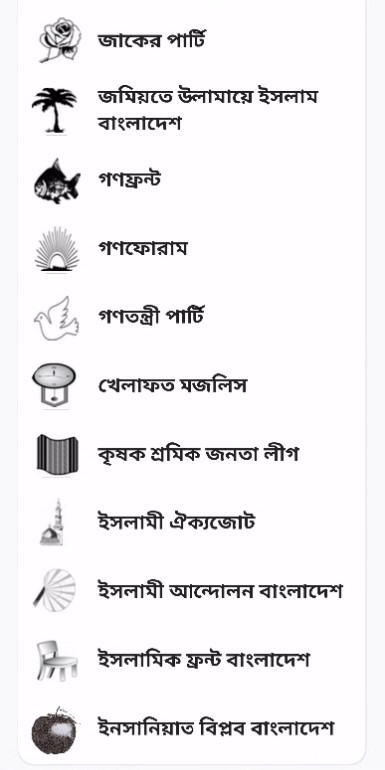 জাকের পার্টি
জমিয়তে উলামায়ে ইসলাম
বাংলাদেশ
গণফ্রন্ট
গণফোরাম
গণতন্ত্রী পার্টি
খেলাফত মজলিস
কৃষক শ্রমিক জনতা লীগ
ইসলামী ঐক্যজোট
ইসলামী আন্দোলন বাংলাদেশ
ইসলামিক ফ্রন্ট বাংলাদেশ
ইনসানিয়াত বিপ্লব বাংলাদেশ